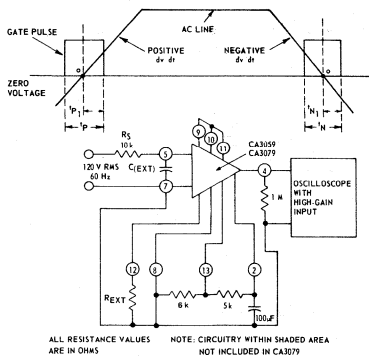 GATE PULSE
AC LINE
POSITIVE
dv dt
NEGATIVE
dv dt
ZERO
VOLTAGE
tP1
tP
tN1
tN
RS
10k
5
9
10
11
CA3059
CA3079
120 V RMS
60 Hz
C(EXT)
7
4
1 M
OSCILLOSCOPE
WITH
HIGH-GAIN
INPUT
12
8
13
2
REXT
6k
5k
100µF
ALL RESISTANCE VALUES
ARE IN OHMS
NOTE: CIRCUITRY WITHIN SHADED AREA
NOT INCLUDED IN CA3079